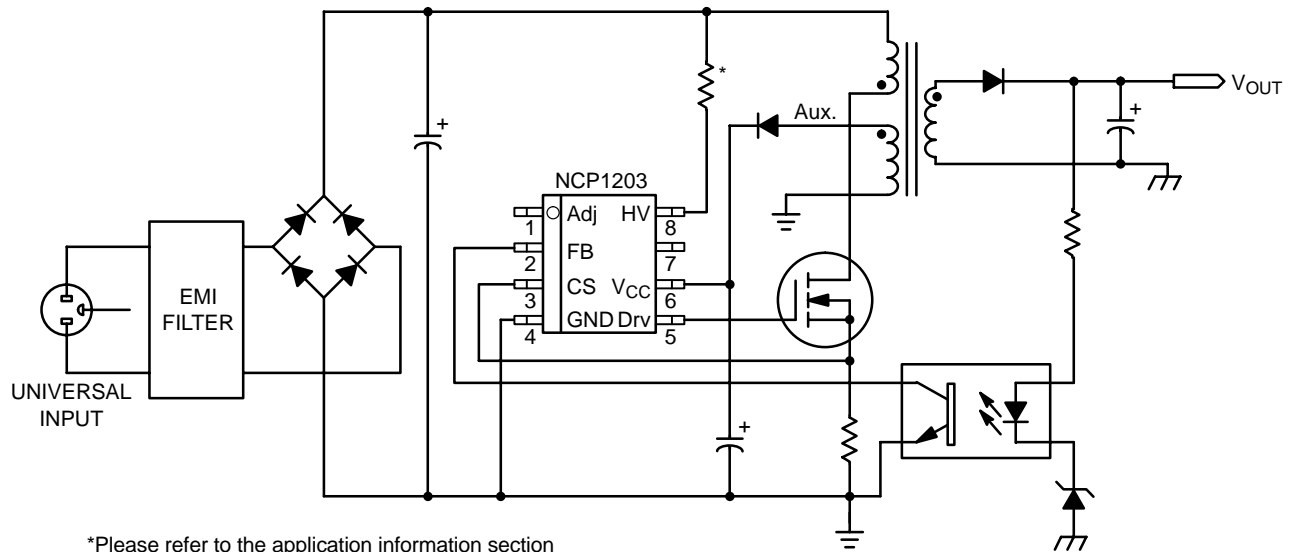 *
+
Aux.
+
V_OUT
NCP1203
Adj HV
1 8
FB
2 7
CS V_CC
3 6
GND Drv
4 5
EMI
FILTER
UNIVERSAL
INPUT
+
*Please refer to the application information section